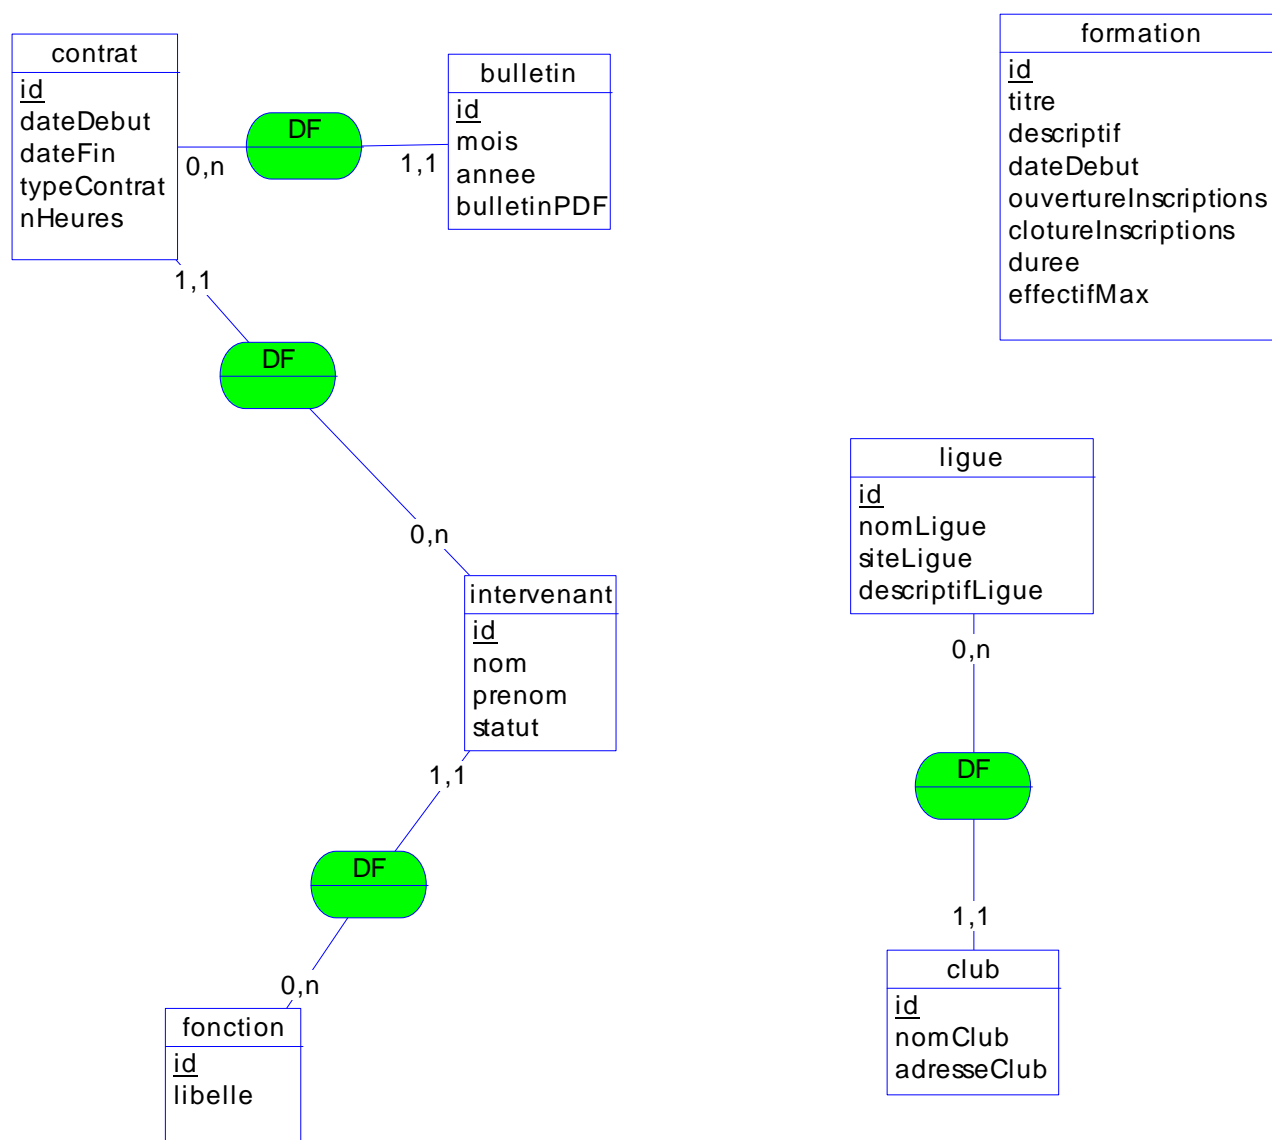 contrat
id
dateDebut
dateFin
typeContrat
nHeures
DF
0,n
1,1
bulletin
id
mois
annee
bulletinPDF
formation
id
titre
descriptif
dateDebut
ouvertureInscriptions
clotureInscriptions
duree
effectifMax
1,1
DF
0,n
intervenant
id
nom
prenom
statut
1,1
DF
0,n
fonction
id
libelle
ligue
id
nomLigue
siteLigue
descriptifLigue
0,n
DF
1,1
club
id
nomClub
adresseClub